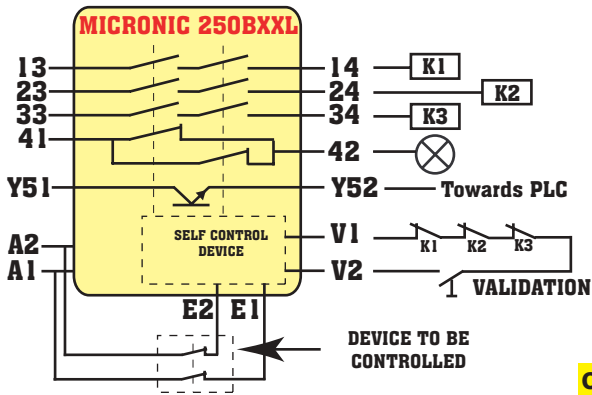 MICRONIC 250BXXL
13 14 K1
23 24 K2
33 34 K3
41 42
Y51 Y52 Towards PLC
SELF CONTROL
DEVICE
A2 V1 K1 K2 K3
A1 V2 VALIDATION
E2 E1
DEVICE TO BE
CONTROLLED